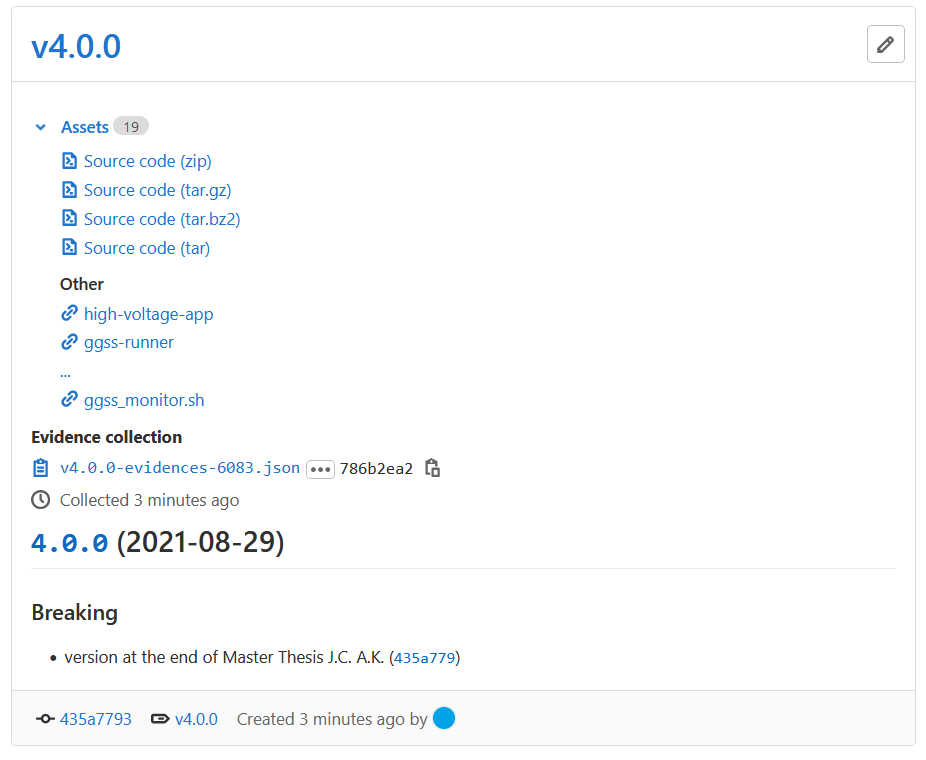 v4.0.0
Assets 19
Source code (zip)
Source code (tar.gz)
Source code (tar.bz2)
Source code (tar)
Other
high-voltage-app
ggss-runner
...
ggss_monitor.sh
Evidence collection
v4.0.0-evidences-6083.json ••• 786b2ea2
Collected 3 minutes ago
4.0.0 (2021-08-29)
Breaking
• version at the end of Master Thesis J.C. A.K. (435a779)
435a7793 v4.0.0 Created 3 minutes ago by